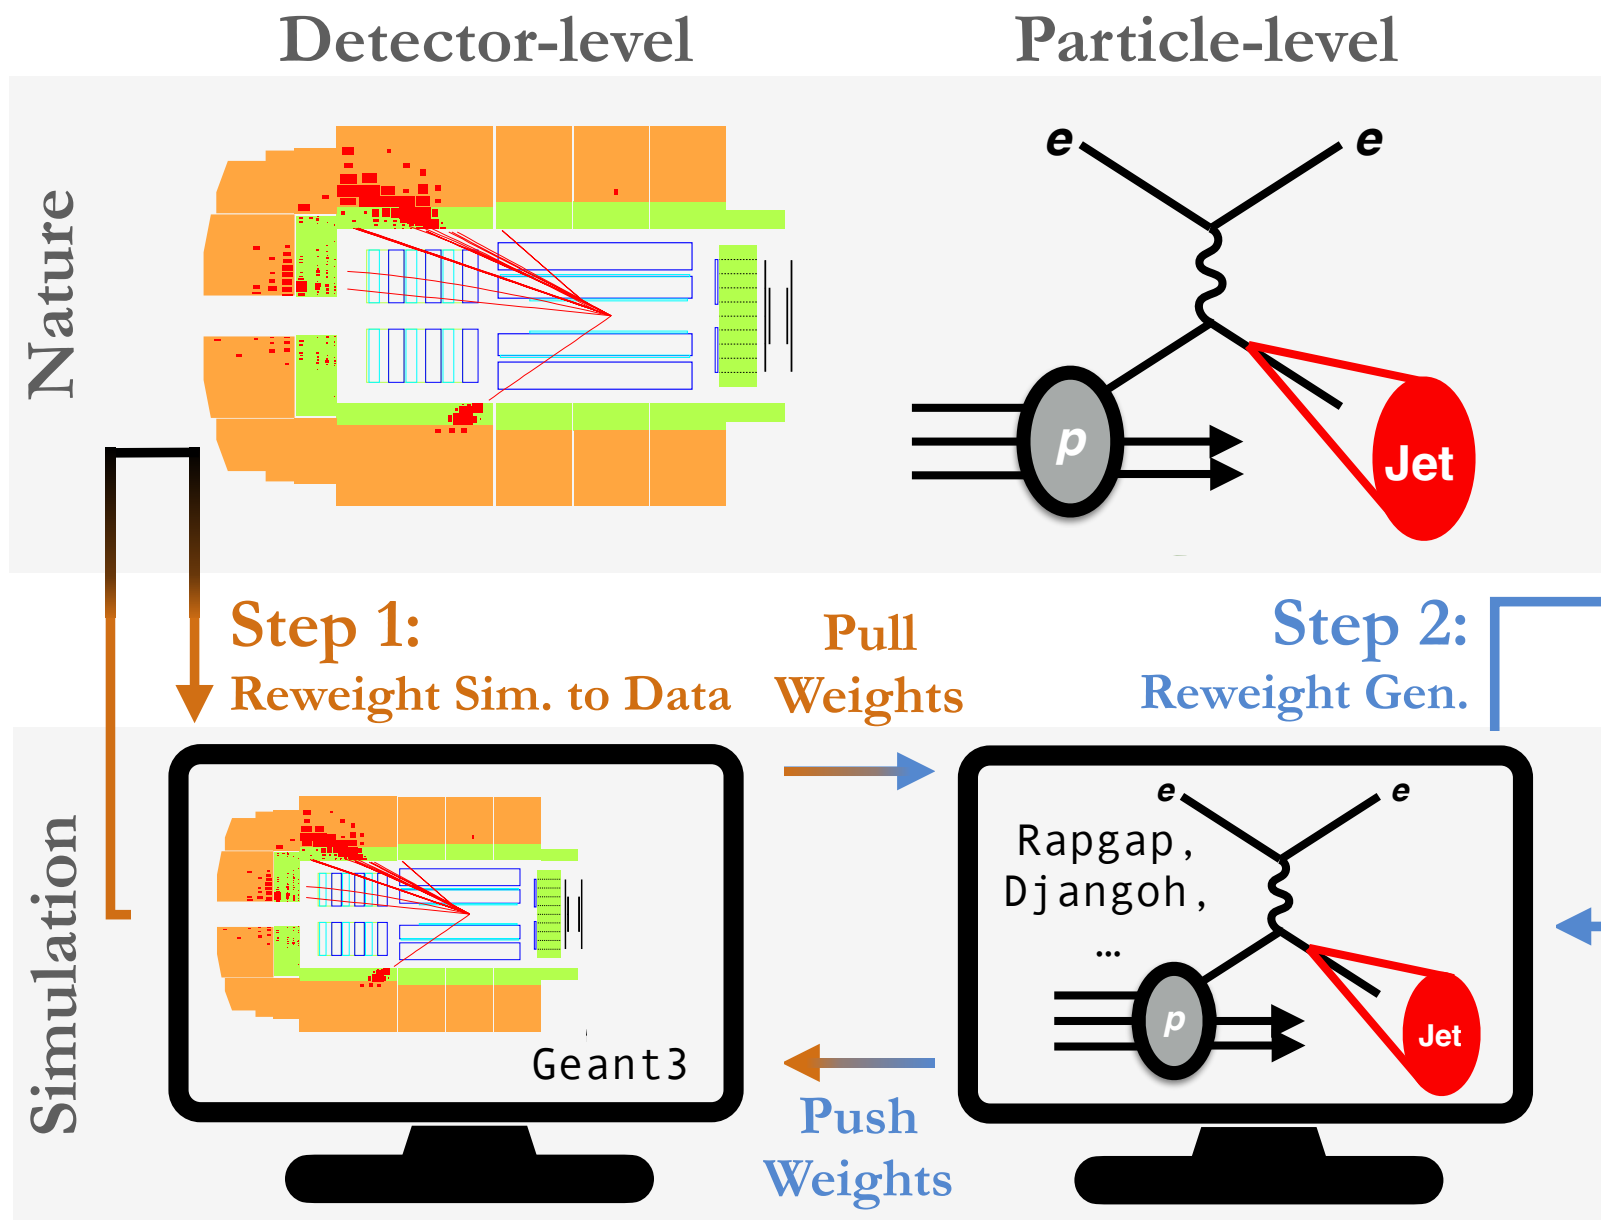 Detector-level
Particle-level
Nature
e
e
p
Jet
Step 1:
Reweight Sim. to Data
Pull
Weights
Step 2:
Reweight Gen.
Simulation
Geant3
e
e
Rapgap,
Djangoh,
…
p
Jet
Push
Weights